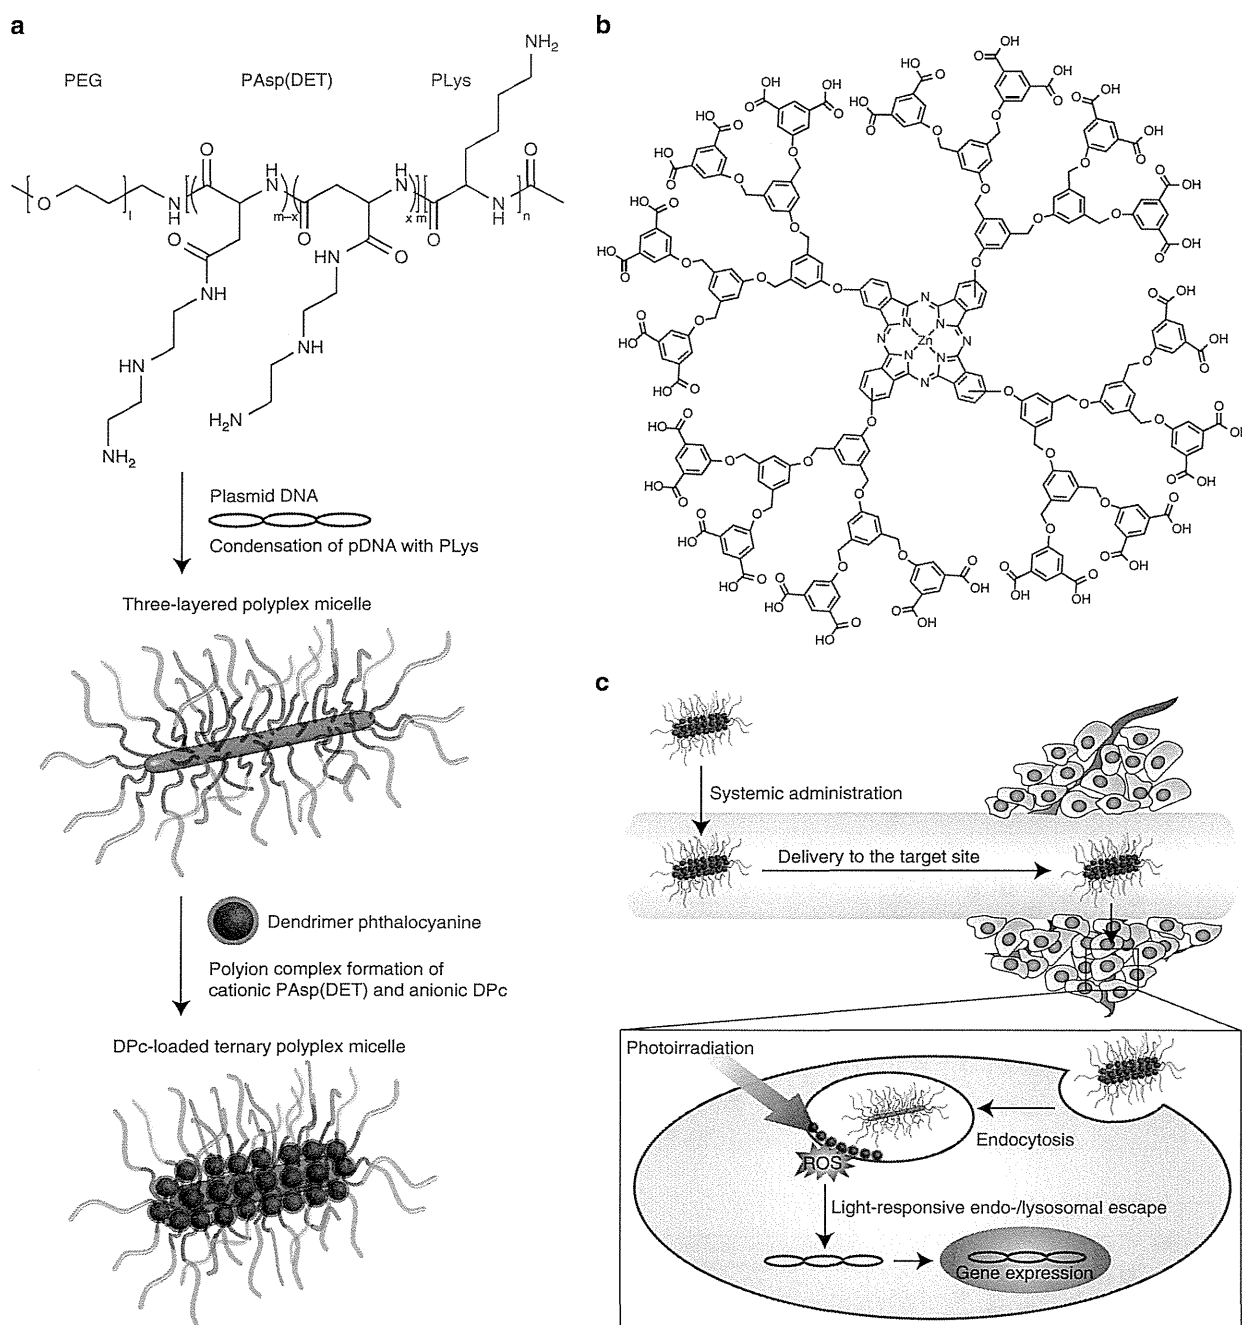 a
PEG PAsp(DET) PLys
NH2
O
H
N
O
O
l
N
H
O
m–x
O
H
N
x
m
O
N
H
n
O
O
NH
HN
O
NH
HN
NH
H2N
NH2
Plasmid DNA
Condensation of pDNA with PLys
Three-layered polyplex micelle
Dendrimer phthalocyanine
Polyion complex formation of
cationic PAsp(DET) and anionic DPc
DPc-loaded ternary polyplex micelle
b
OH
HO
O
N
Zn
c
Systemic administration
Delivery to the target site
Photoirradiation
Endocytosis
ROS
Light-responsive endo-/lysosomal escape
Gene expression